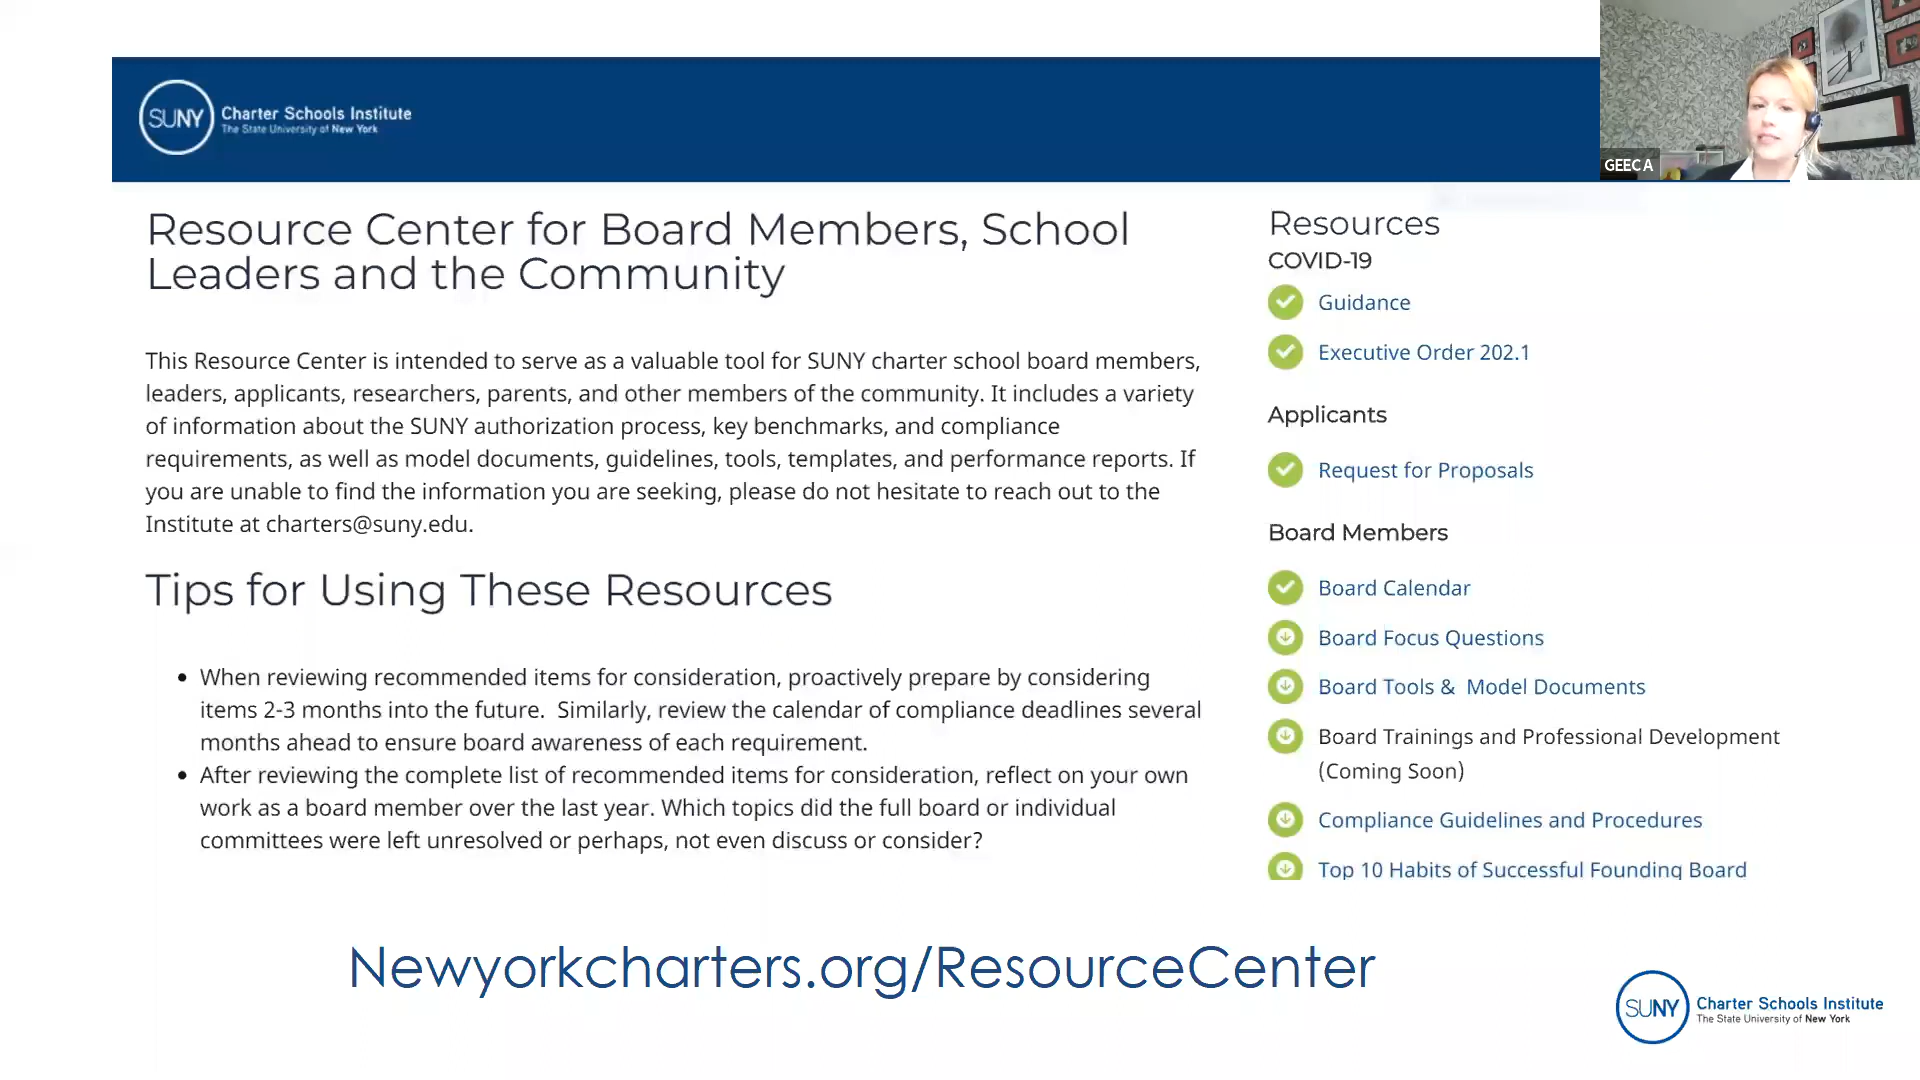 SUNY
Charter Schools Institute
The State University of New York
GEEC A
Resource Center for Board Members, School
Leaders and the Community
This Resource Center is intended to serve as a valuable tool for SUNY charter school board members,
leaders, applicants, researchers, parents, and other members of the community. It includes a variety
of information about the SUNY authorization process, key benchmarks, and compliance
requirements, as well as model documents, guidelines, tools, templates, and performance reports. If
you are unable to find the information you are seeking, please do not hesitate to reach out to the
Institute at charters@suny.edu.
Tips for Using These Resources
• When reviewing recommended items for consideration, proactively prepare by considering
items 2-3 months into the future. Similarly, review the calendar of compliance deadlines several
months ahead to ensure board awareness of each requirement.
• After reviewing the complete list of recommended items for consideration, reflect on your own
work as a board member over the last year. Which topics did the full board or individual
committees were left unresolved or perhaps, not even discuss or consider?
Resources
COVID-19
Guidance
Executive Order 202.1
Applicants
Request for Proposals
Board Members
Board Calendar
Board Focus Questions
Board Tools & Model Documents
Board Trainings and Professional Development
(Coming Soon)
Compliance Guidelines and Procedures
Top 10 Habits of Successful Founding Board
Newyorkcharters.org/ResourceCenter
SUNY
Charter Schools Institute
The State University of New York